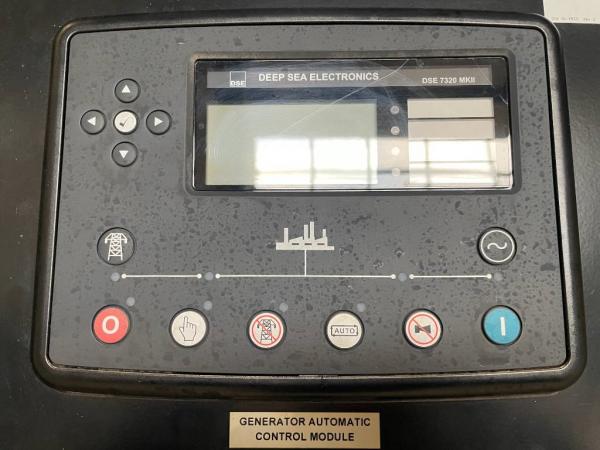 DSE
DEEP SEA ELECTRONICS
DSE 7320 MKII
O
AUTO
I
GENERATOR AUTOMATIC
CONTROL MODULE